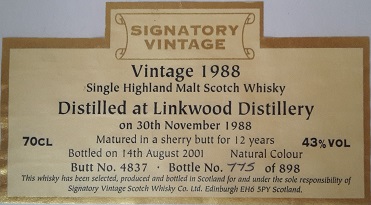 SIGNATORY
VINTAGE
Vintage 1988
Single Highland Malt Scotch Whisky
Distilled at Linkwood Distillery
on 30th November 1988
70CL Matured in a sherry butt for 12 years 43% VOL
Bottled on 14th August 2001 Natural Colour
Butt No. 4837 · Bottle No. 775 of 898
This whisky has been selected, produced and bottled in Scotland for and under the sole responsibility of
Signatory Vintage Scotch Whisky Co. Ltd. Edinburgh EH6 5PY Scotland.